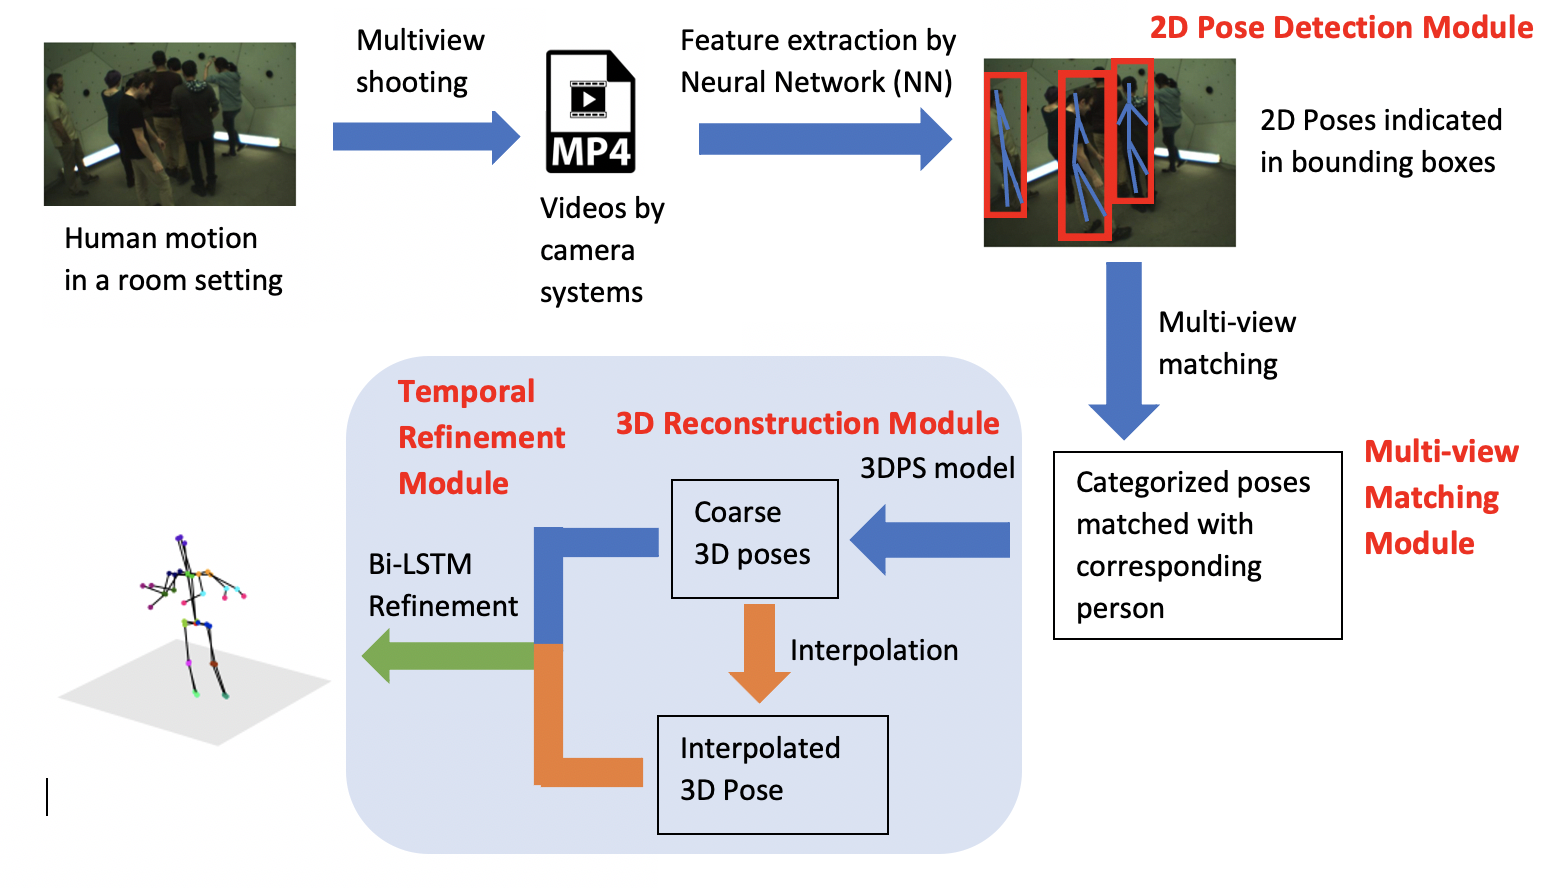 2D Pose Detection Module
Multiview
shooting
Feature extraction by
Neural Network (NN)
MP4
2D Poses indicated
in bounding boxes
Human motion
in a room setting
Videos by
camera
systems
Multi-view
matching
Temporal
Refinement
Module
3D Reconstruction Module
3DPS model
Multi-view
Matching
Module
Categorized poses
matched with
corresponding
person
Coarse
3D poses
Bi-LSTM
Refinement
Interpolation
Interpolated
3D Pose